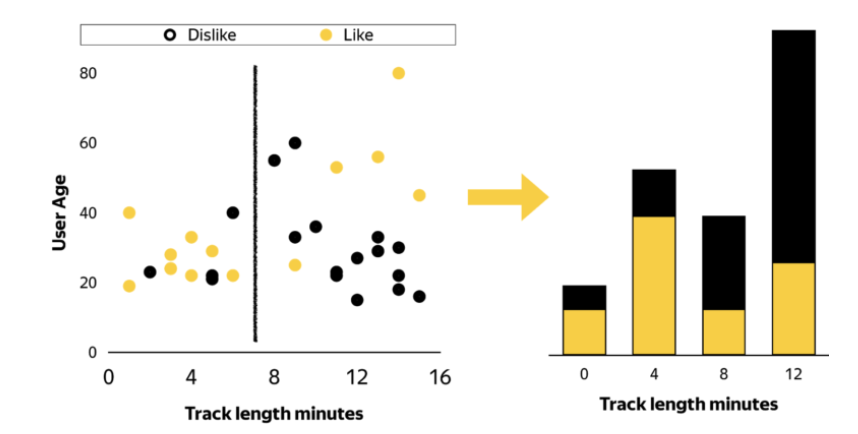 Dislike Like
80
60
40
20
0
User Age
0 4 8 12 16
Track length minutes
0 4 8 12
Track length minutes